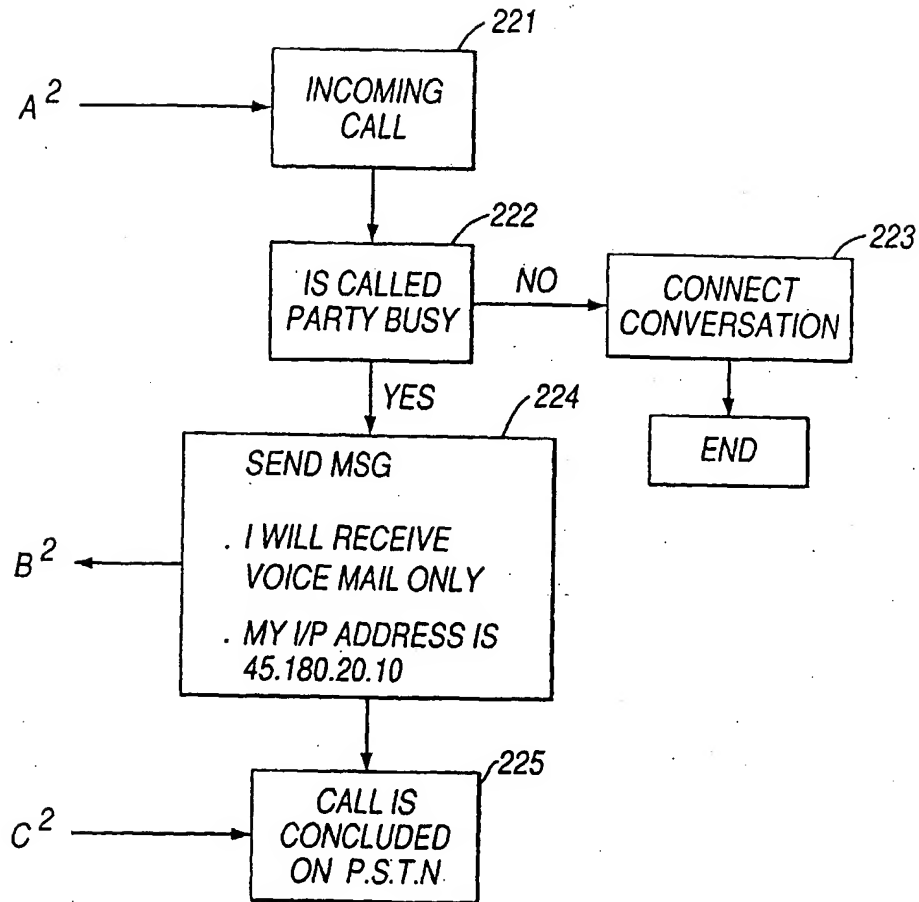 221
A²
INCOMING
CALL
222
IS CALLED
PARTY BUSY
NO
223
CONNECT
CONVERSATION
YES
224
END
SEND MSG
. I WILL RECEIVE
VOICE MAIL ONLY
B²
. MY I/P ADDRESS IS
45.180.20.10
225
C²
CALL IS
CONCLUDED
ON P.S.T.N